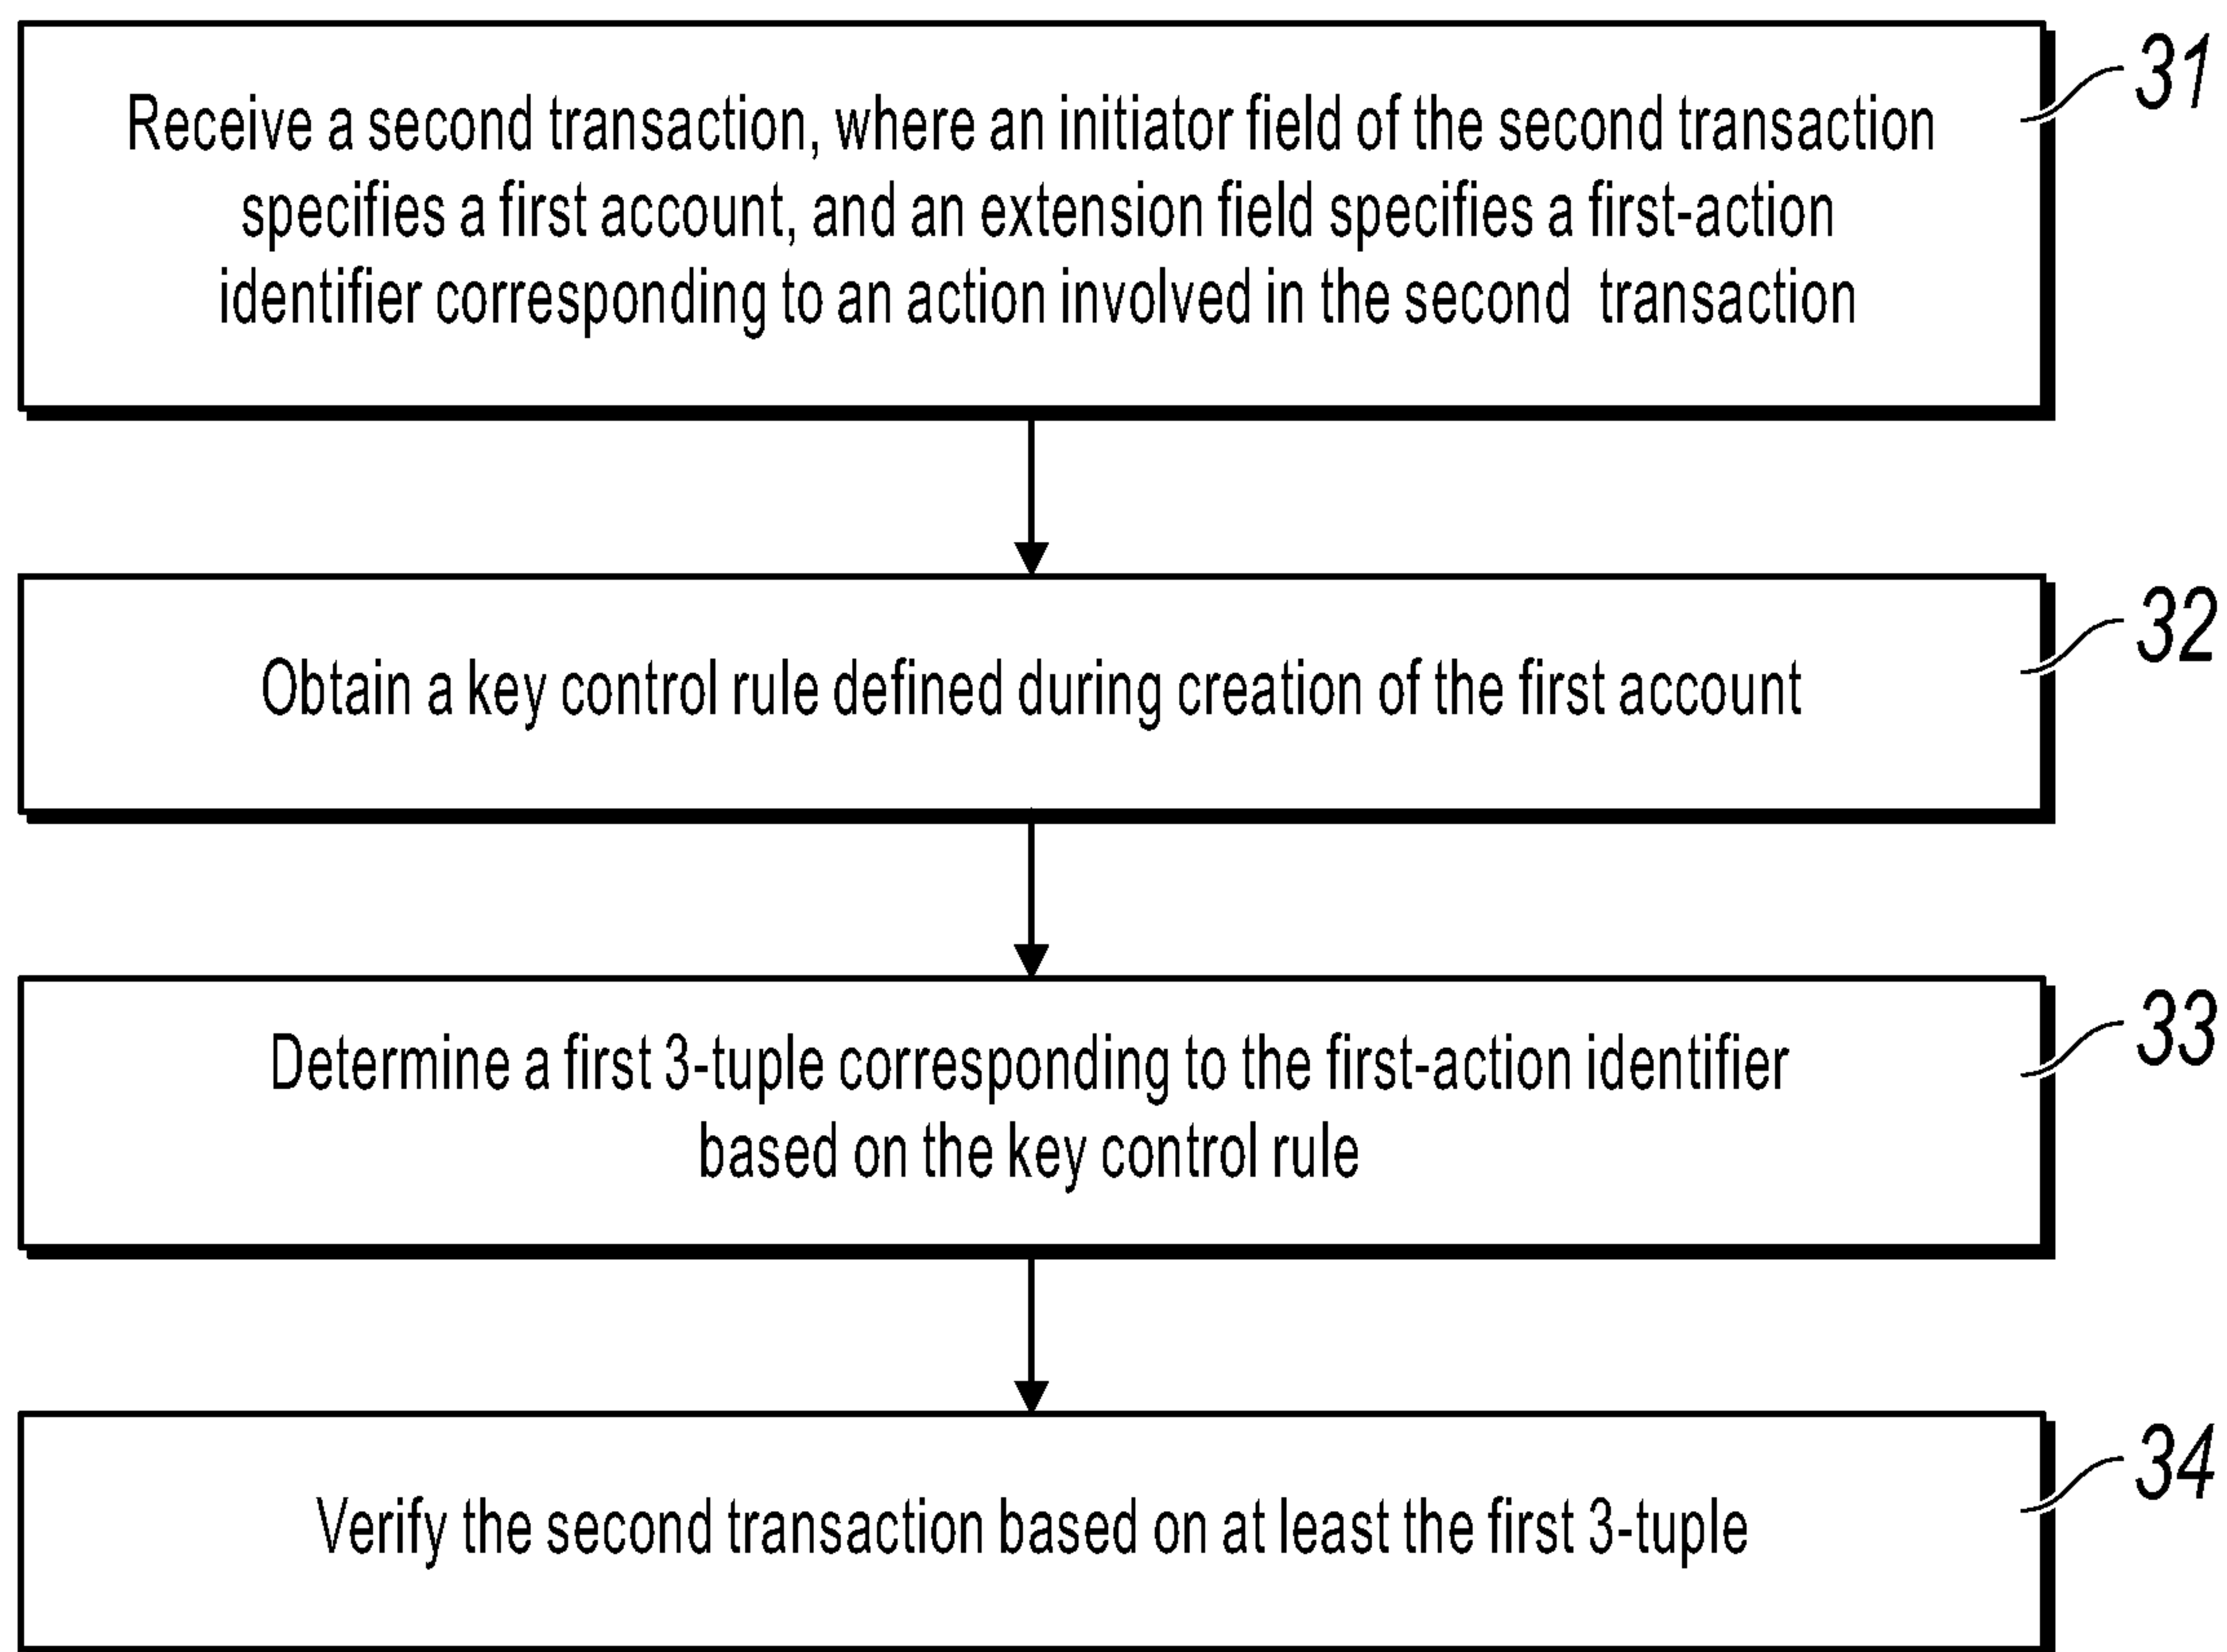 Receive a second transaction, where an initiator field of the second transaction
specifies a first account, and an extension field specifies a first-action
identifier corresponding to an action involved in the second transaction
31
Obtain a key control rule defined during creation of the first account
32
Determine a first 3-tuple corresponding to the first-action identifier
based on the key control rule
33
Verify the second transaction based on at least the first 3-tuple
34